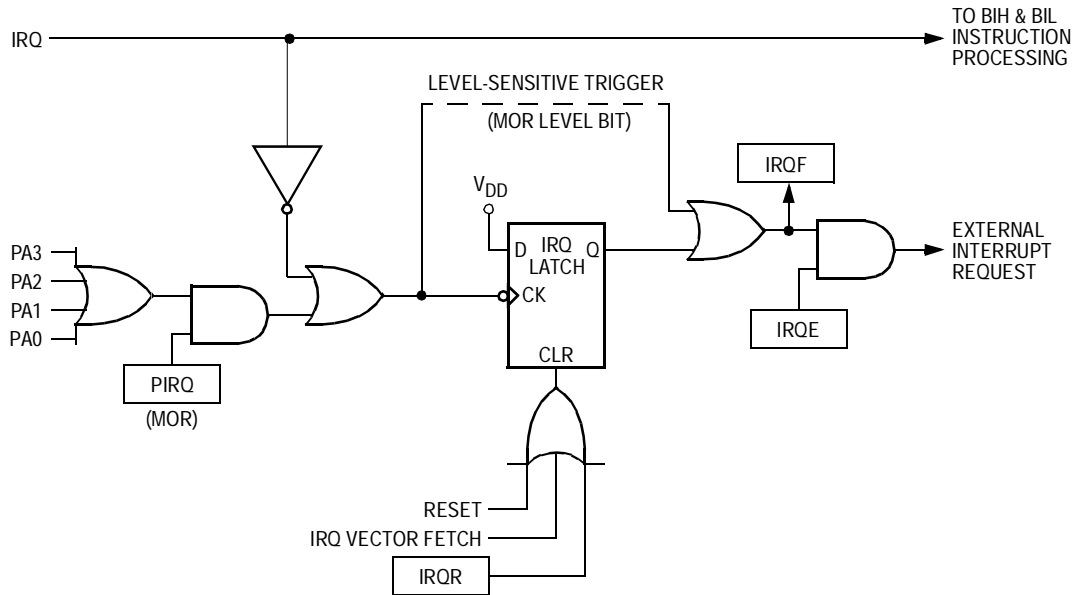 TO BIH & BIL
INSTRUCTION
PROCESSING
IRQ
LEVEL-SENSITIVE TRIGGER
(MOR LEVEL BIT)
IRQF
VDD
D IRQ Q
LATCH
CK
CLR
EXTERNAL
INTERRUPT
REQUEST
PA3
PA2
PA1
PA0
IRQE
PIRQ
(MOR)
RESET
IRQ VECTOR FETCH
IRQR